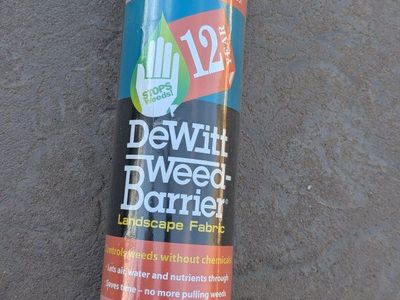 12
YEAR
STOPS
Weeds!
DeWitt
Weed-
Barrier®
Landscape Fabric
controls weeds without chemicals
Lets air, water and nutrients through
Saves time – no more pulling weeds